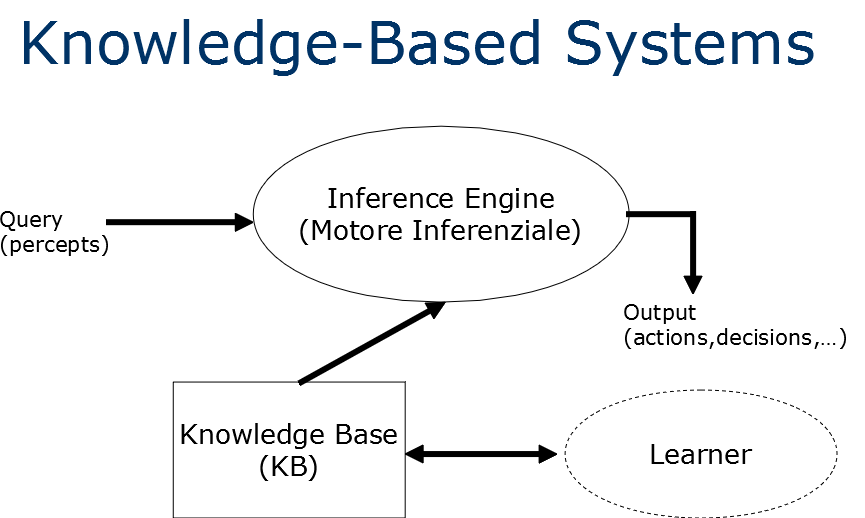 Knowledge-Based Systems
Inference Engine
(Motore Inferenziale)
Query
(percepts)
Output
(actions,decisions,...)
Knowledge Base
(KB)
Learner